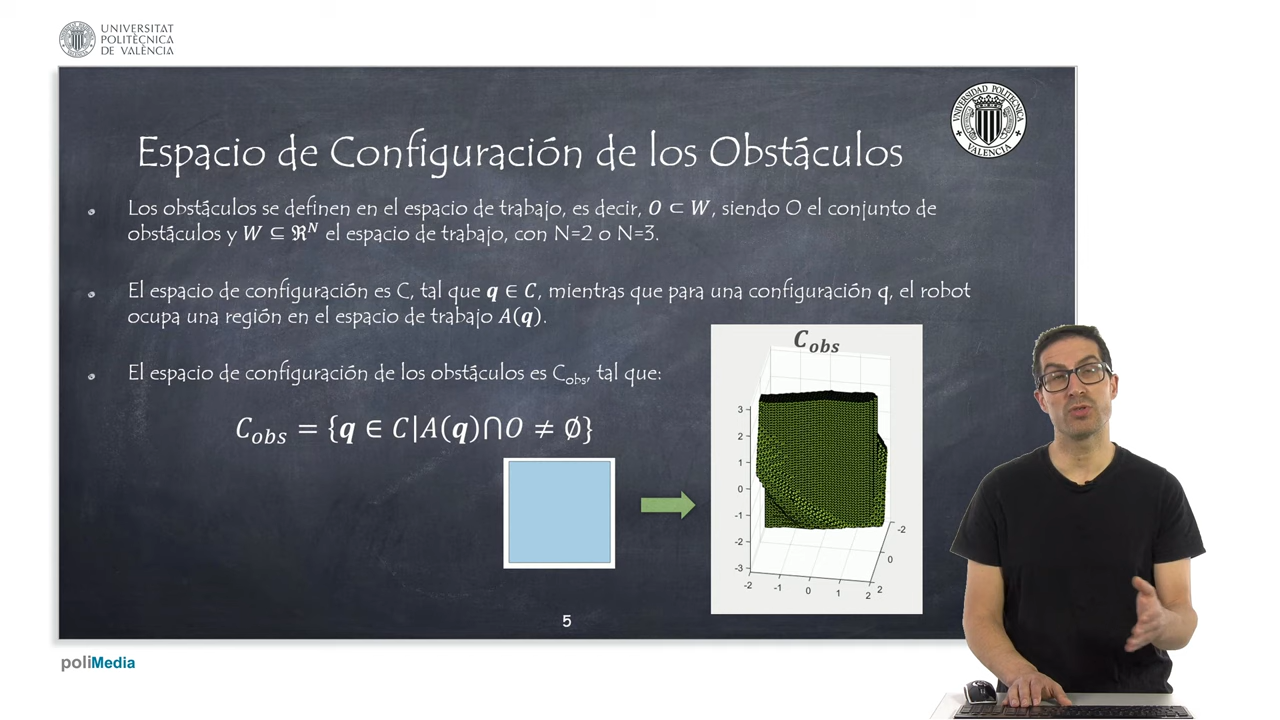 UNIVERSITAT
POLITÈCNICA
DE VALÈNCIA
UNIVERSIDAD POLITECNICA
VALENCIA
Espacio de Configuración de los Obstáculos
Los obstáculos se definen en el espacio de trabajo, es decir, O ⊂ W, siendo O el conjunto de
obstáculos y W ⊆ ℜ^N el espacio de trabajo, con N=2 o N=3.
El espacio de configuración es C, tal que q ∈ C, mientras que para una configuración q, el robot
ocupa una región en el espacio de trabajo A(q).
El espacio de configuración de los obstáculos es C_obs, tal que:
C_obs = {q ∈ C|A(q)⋂O ≠ ∅}
C_obs
3
2
1
0
-1
-2
-3
-2
-1
0
1
2
2
0
-2
5
poliMedia